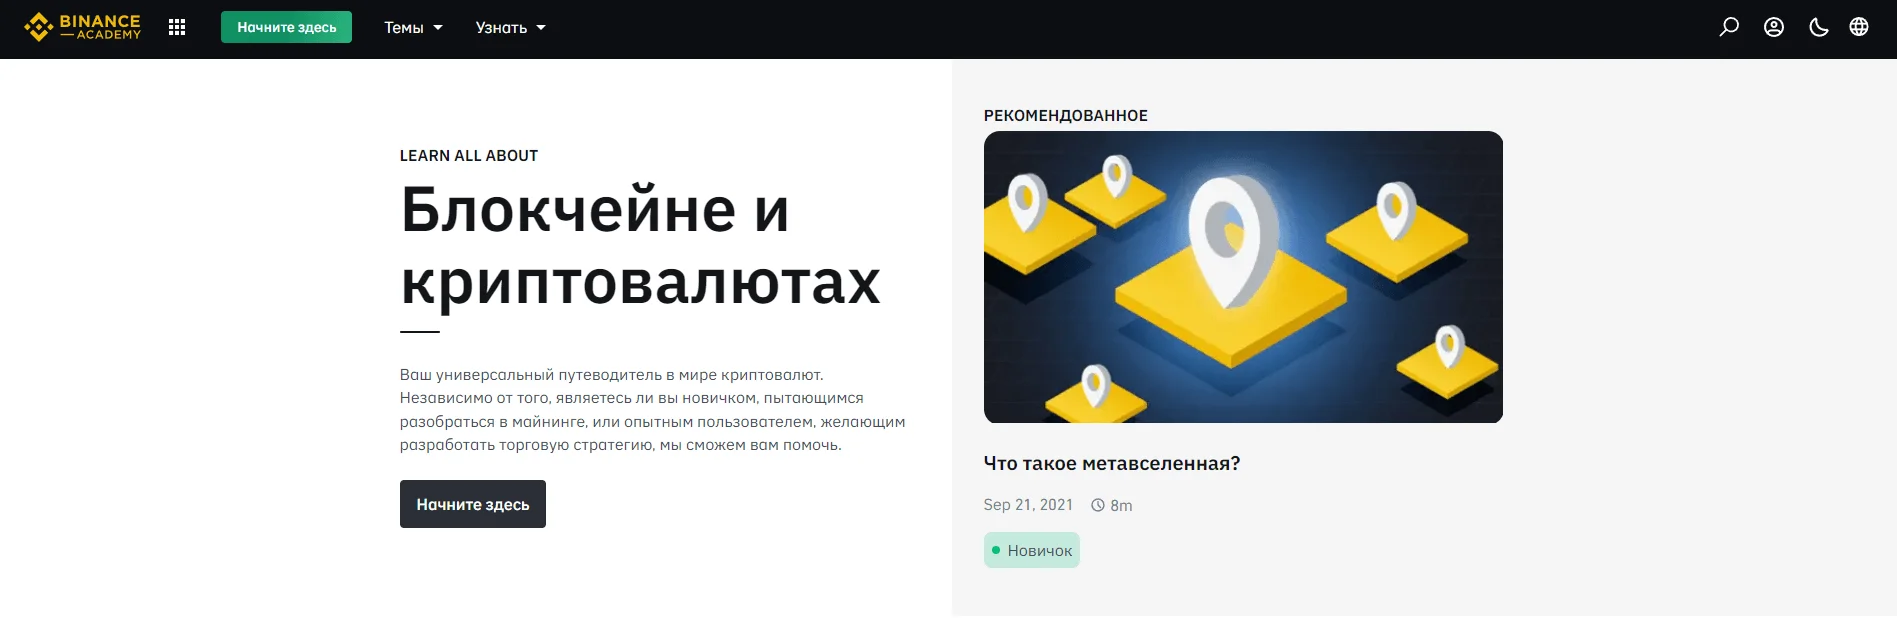 BINANCE
ACADEMY
Начните здесь
Темы
Узнать
LEARN ALL ABOUT
Блокчейне и
криптовалютах
Ваш универсальный путеводитель в мире криптовалют.
Независимо от того, являетесь ли вы новичком, пытающимся
разобраться в майнинге, или опытным пользователем, желающим
разработать торговую стратегию, мы сможем вам помочь.
Начните здесь
РЕКОМЕНДОВАННОЕ
Что такое метавселенная?
Sep 21, 2021 8m
Новичок